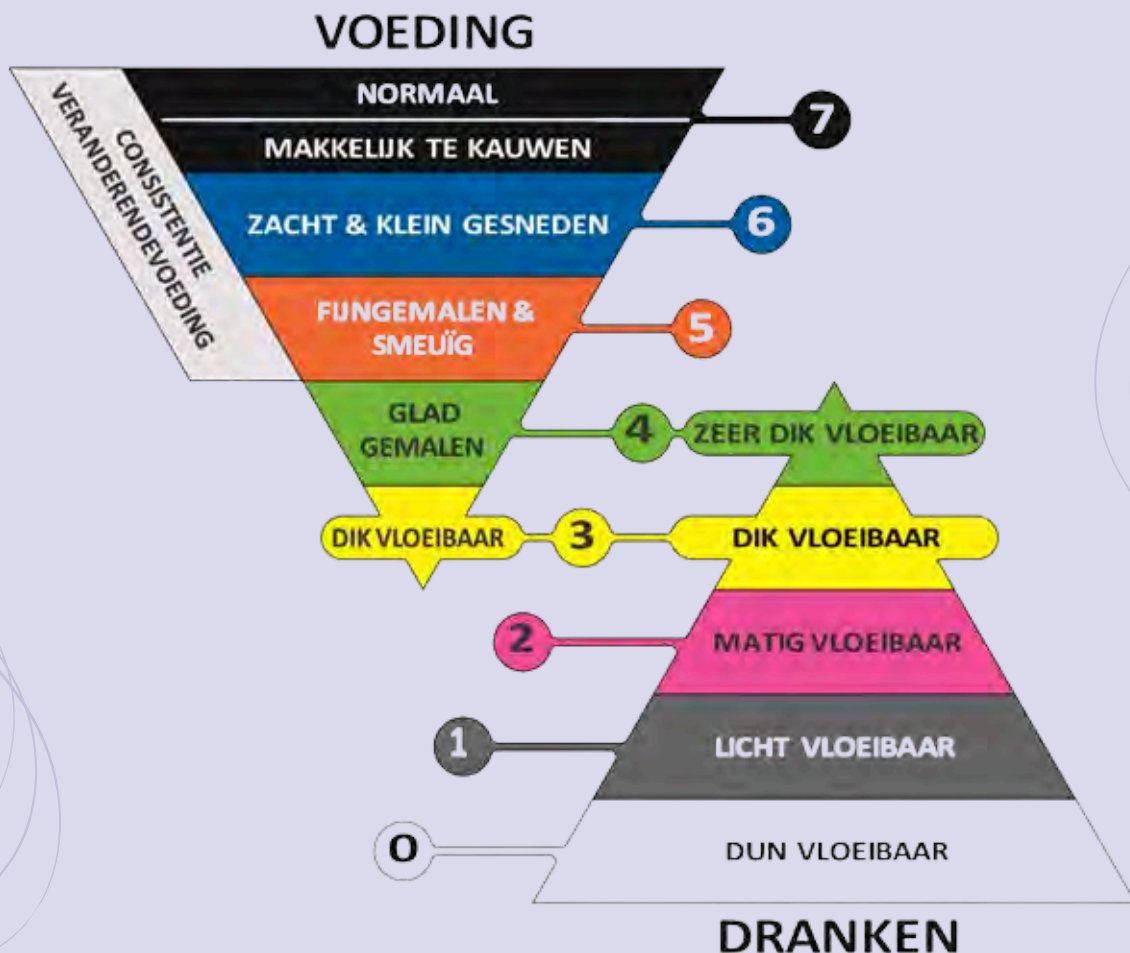 VOEDING
NORMAAL
7
MAKKELIJK TE KAUWEN
CONSISTENTIE
VERANDERENDEVOEDING
ZACHT & KLEIN GESNEDEN
6
FIJNGEMALEN &
SMEUÏG
5
GLAD
GEMALEN
4
ZEER DIK VLOEIBAAR
DIK VLOEIBAAR
3
DIK VLOEIBAAR
2
MATIG VLOEIBAAR
1
LICHT VLOEIBAAR
0
DUN VLOEIBAAR
DRANKEN